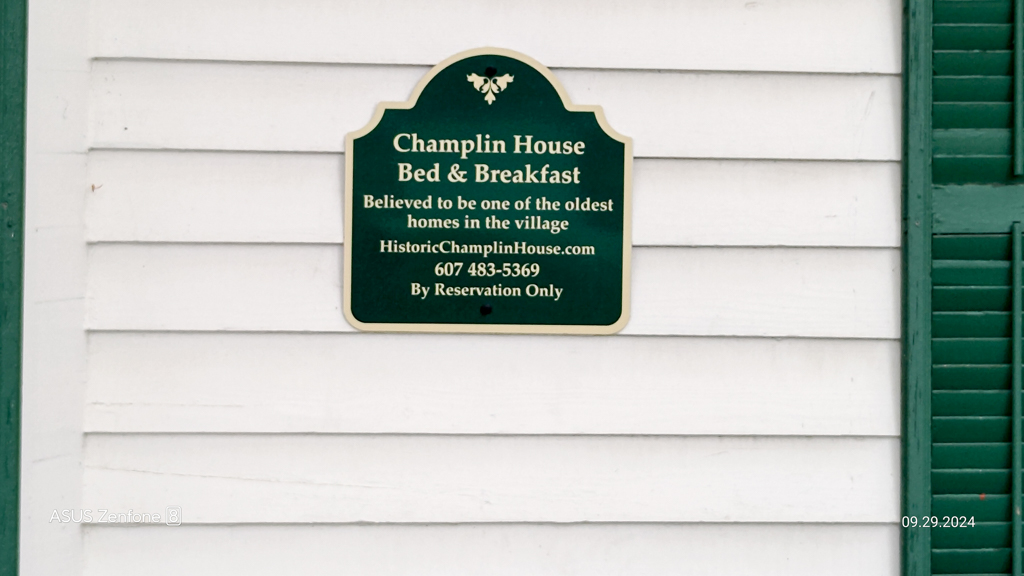 Champlin House
Bed & Breakfast
Believed to be one of the oldest
homes in the village
HistoricChamplinHouse.com
607 483-5369
By Reservation Only
ASUS Zenfone 8
09.29.2024